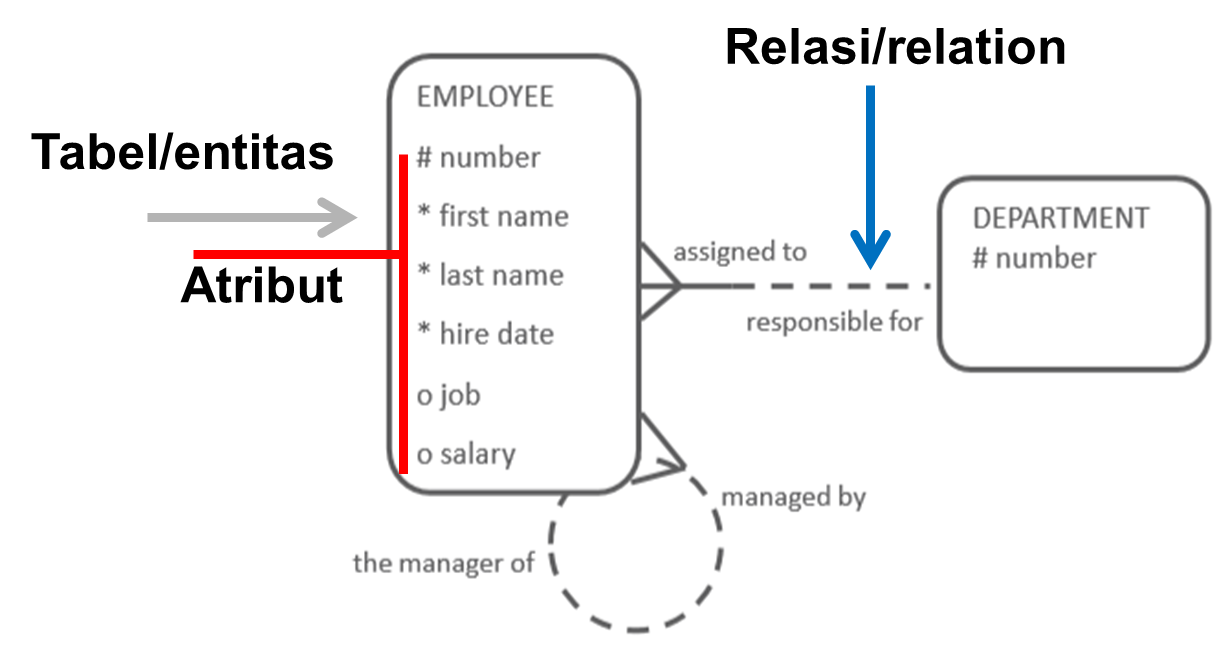 Relasi/relation
Tabel/entitas
Atribut
EMPLOYEE
# number
* first name
* last name
* hire date
o job
o salary
assigned to
responsible for
DEPARTMENT
# number
managed by
the manager of